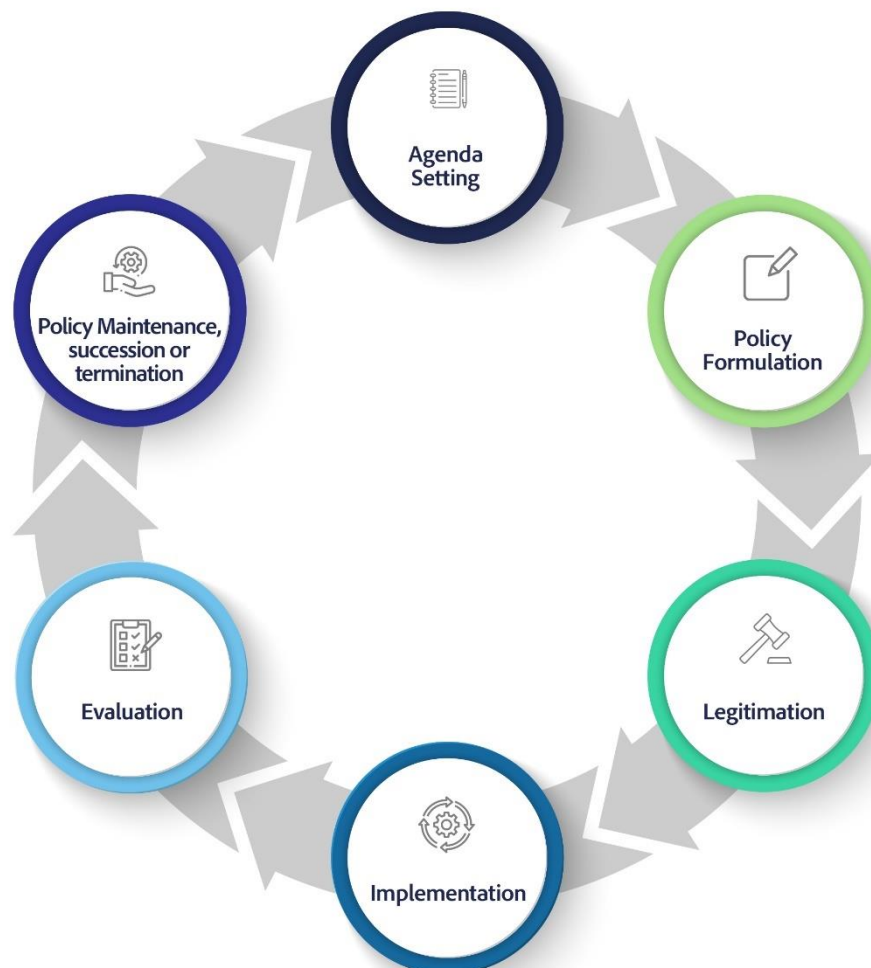 Agenda
Setting
Policy
Formulation
Legitimation
Implementation
Evaluation
Policy Maintenance,
succession or
termination